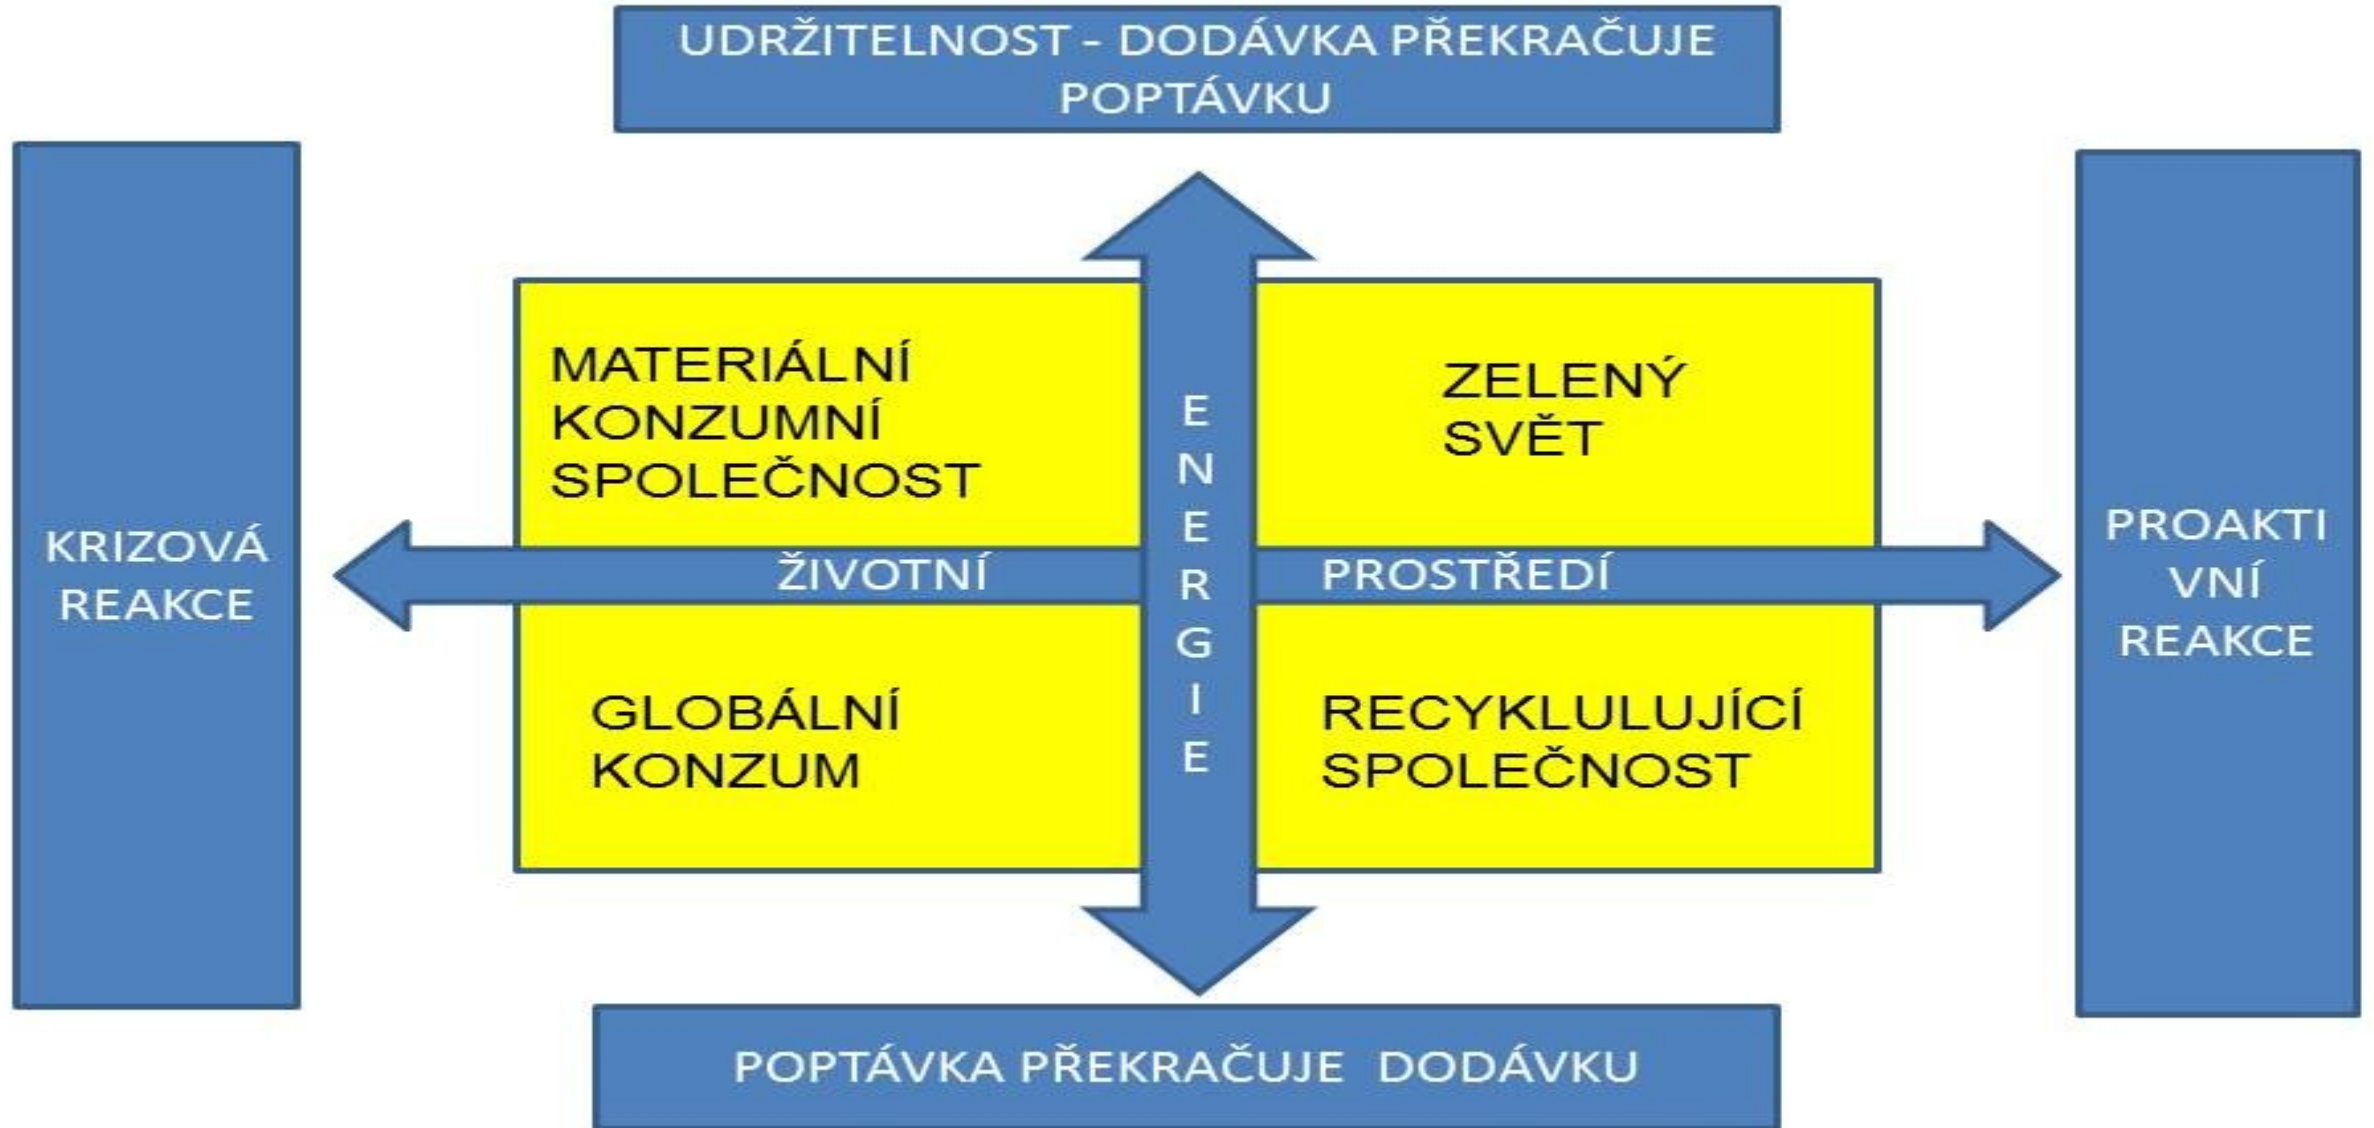 UDRŽITELNOST - DODÁVKA PŘEKRAČUJE
POPTÁVKU
KRIZOVÁ
REAKCE
MATERIÁLNÍ
KONZUMNÍ
SPOLEČNOST
ZELENÝ
SVĚT
E
N
E
R
G
I
E
ŽIVOTNÍ
PROSTŘEDÍ
GLOBÁLNÍ
KONZUM
RECYKLULUJÍCÍ
SPOLEČNOST
PROAKTI
VNÍ
REAKCE
POPTÁVKA PŘEKRAČUJE DODÁVKU